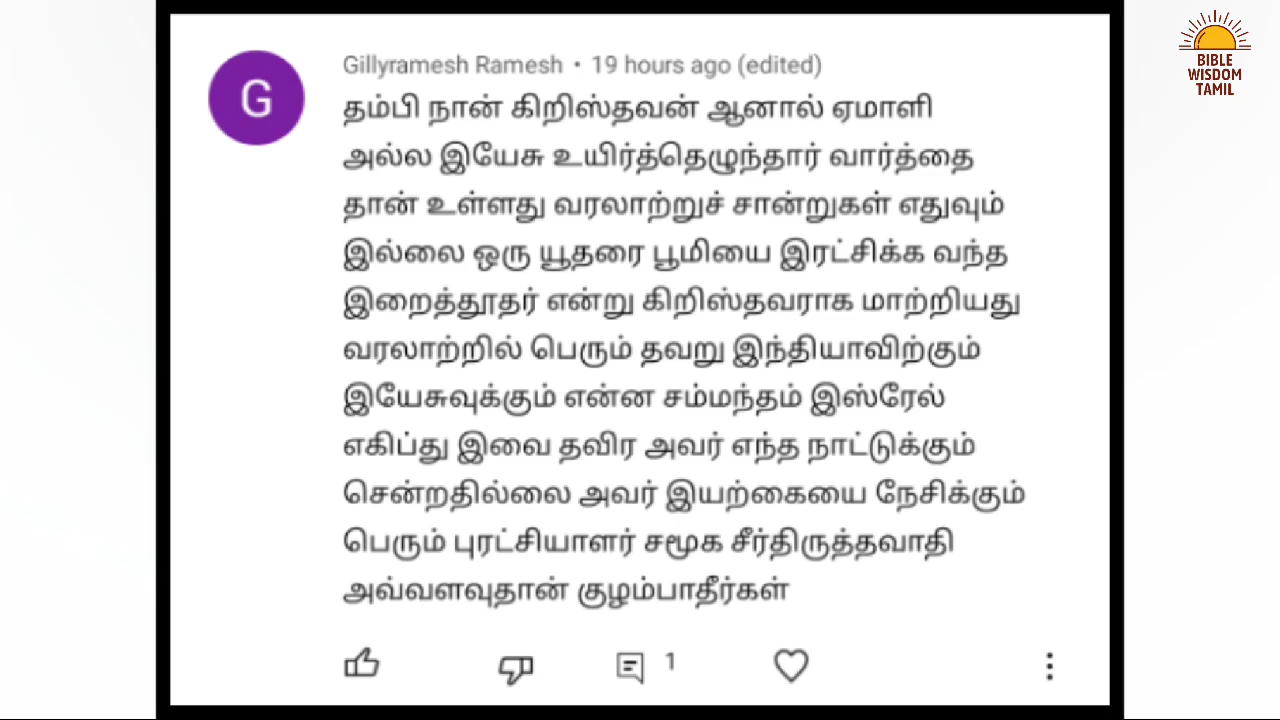 BIBLE
WISDOM
TAMIL
G
Gillyramesh Ramesh • 19 hours ago (edited)
தம்பி நான் கிறிஸ்தவன் ஆனால் ஏமாளி
அல்ல இயேசு உயிர்த்தெழுந்தார் வார்த்தை
தான் உள்ளது வரலாற்றுச் சான்றுகள் எதுவும்
இல்லை ஒரு யூதரை பூமியை இரட்சிக்க வந்த
இறைத்தூதர் என்று கிறிஸ்தவராக மாற்றியது
வரலாற்றில் பெரும் தவறு இந்தியாவிற்கும்
இயேசுவுக்கும் என்ன சம்மந்தம் இஸ்ரேல்
எகிப்து இவை தவிர அவர் எந்த நாட்டுக்கும்
சென்றதில்லை அவர் இயற்கையை நேசிக்கும்
பெரும் புரட்சியாளர் சமூக சீர்திருத்தவாதி
அவ்வளவுதான் குழம்பாதீர்கள்
1